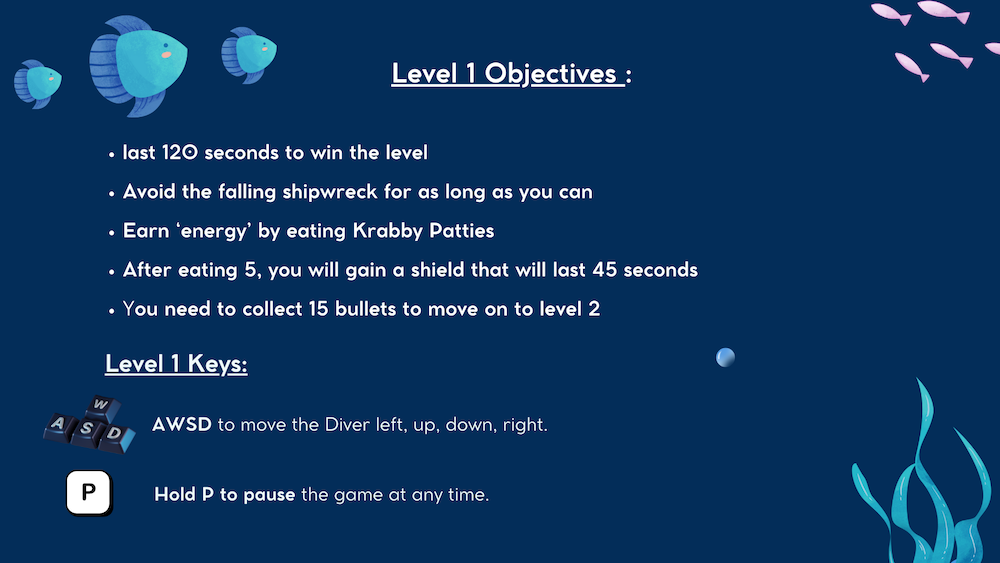 Level 1 Objectives :
• last 120 seconds to win the level
• Avoid the falling shipwreck for as long as you can
• Earn ‘energy’ by eating Krabby Patties
• After eating 5, you will gain a shield that will last 45 seconds
• You need to collect 15 bullets to move on to level 2
Level 1 Keys:
W
A S D
AWSD to move the Diver left, up, down, right.
P
Hold P to pause the game at any time.